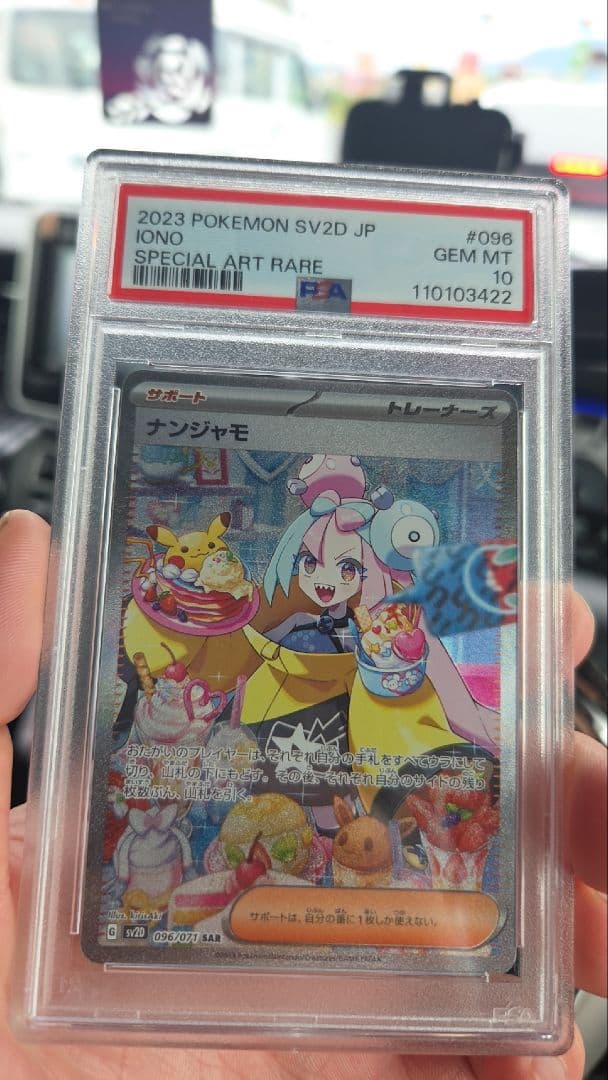 2023 POKEMON SV2D JP #096
IONO GEM MT
SPECIAL ART RARE 10
PSA 110103422
サポート トレーナーズ
ナンジャモ
おたがいのプレイヤーは、それぞれ自分の手札をすべてウラにして
切り、山札の下にもどす。その後、それぞれ自分のサイドの残り
枚数ぶん、山札を引く。
サポートは、自分の番に1枚しか使えない。
Illus. kirisAki
G sv2D 096/071 SAR